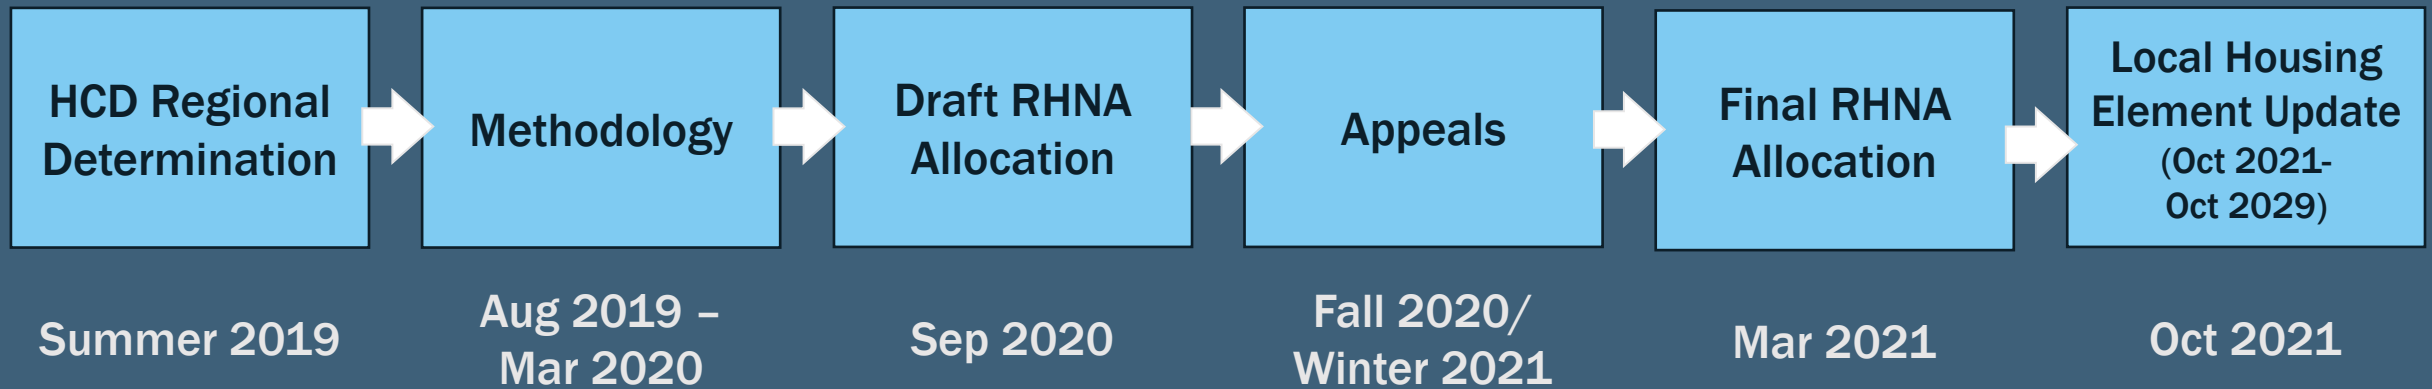 HCD Regional
Determination
Methodology
Draft RHNA
Allocation
Appeals
Final RHNA
Allocation
Local Housing
Element Update
(Oct 2021-
Oct 2029)
Summer 2019
Aug 2019 –
Mar 2020
Sep 2020
Fall 2020/
Winter 2021
Mar 2021
Oct 2021